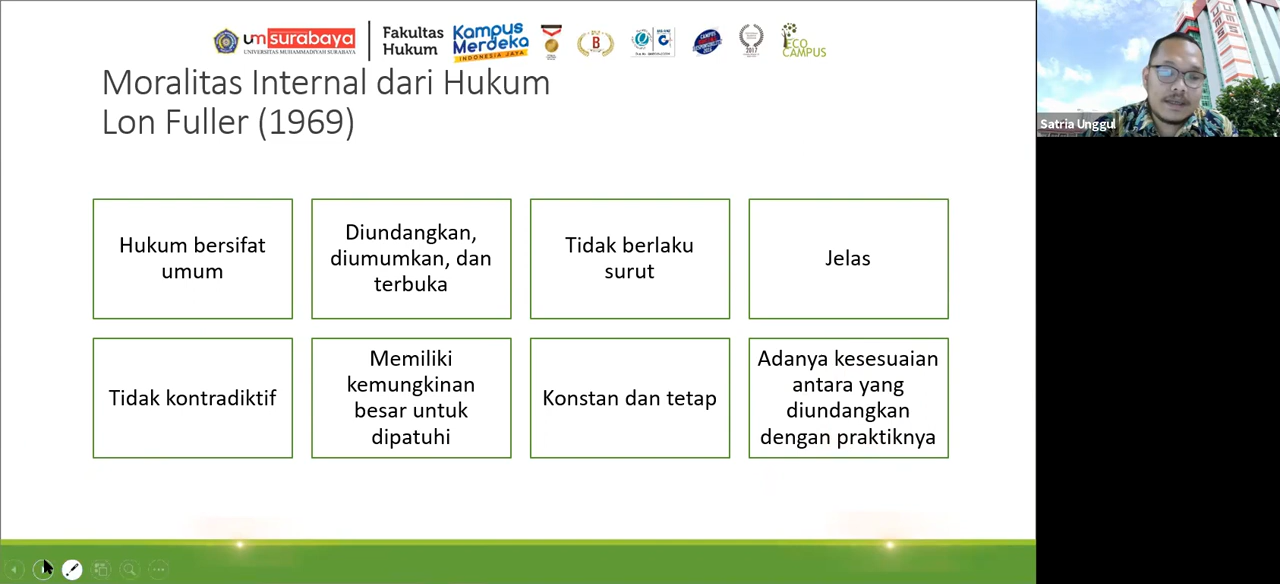 umsurabaya
UNIVERSITAS MUHAMMADIYAH SURABAYA
Fakultas
Hukum
Kampus
Merdeka
INDONESIA JAYA
B
2017
ECO
CAMPUS
Moralitas Internal dari Hukum
Lon Fuller (1969)
Satria Unggul
Hukum bersifat
umum
Diundangkan,
diumumkan, dan
terbuka
Tidak berlaku
surut
Jelas
Tidak kontradiktif
Memiliki
kemungkinan
besar untuk
dipatuhi
Konstan dan tetap
Adanya kesesuaian
antara yang
diundangkan
dengan praktiknya